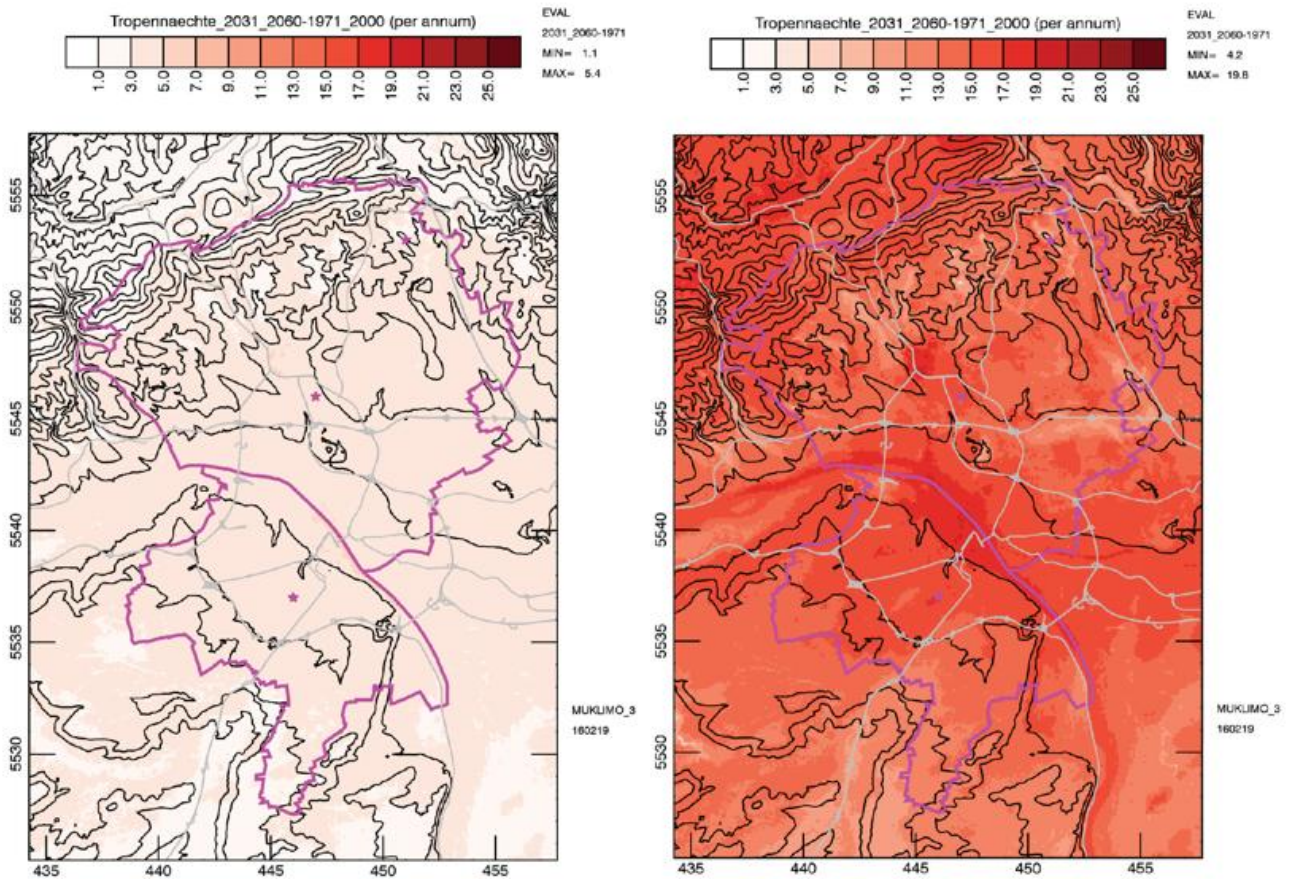 Tropennaechte_2031_2060-1971_2000 (per annum)
1.0 3.0 5.0 7.0 9.0 11.0 13.0 15.0 17.0 19.0 21.0 23.0 25.0
EVAL
2031_2060-1971
MIN= 1.1
MAX= 5.4
5555
5550
5545
5540
5535
5530
440 445 450 455
MUKLIMO_3
160219
Tropennaechte_2031_2060-1971_2000 (per annum)
1.0 3.0 5.0 7.0 9.0 11.0 13.0 15.0 17.0 19.0 21.0 23.0 25.0
EVAL
2031_2060-1971
MIN= 4.2
MAX= 19.8
5555
5550
5545
5540
5535
5530
435 440 445 450 455
MUKLIMO_3
160219